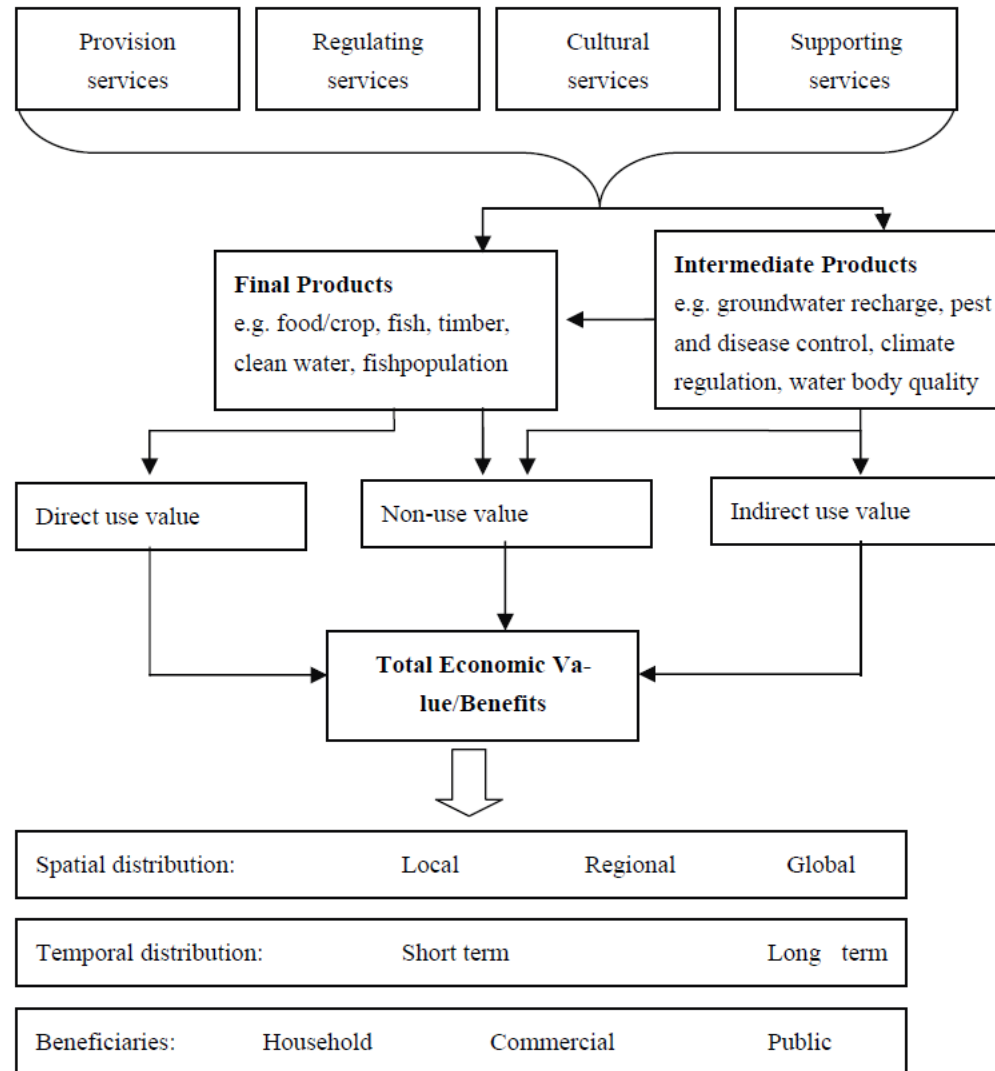 Provision
services
Regulating
services
Cultural
services
Supporting
services
Final Products
e.g. food/crop, fish, timber,
clean water, fishpopulation
Intermediate Products
e.g. groundwater recharge, pest
and disease control, climate
regulation, water body quality
Direct use value
Non-use value
Indirect use value
Total Economic Va-
lue/Benefits
Spatial distribution: Local Regional Global
Temporal distribution: Short term Long term
Beneficiaries: Household Commercial Public